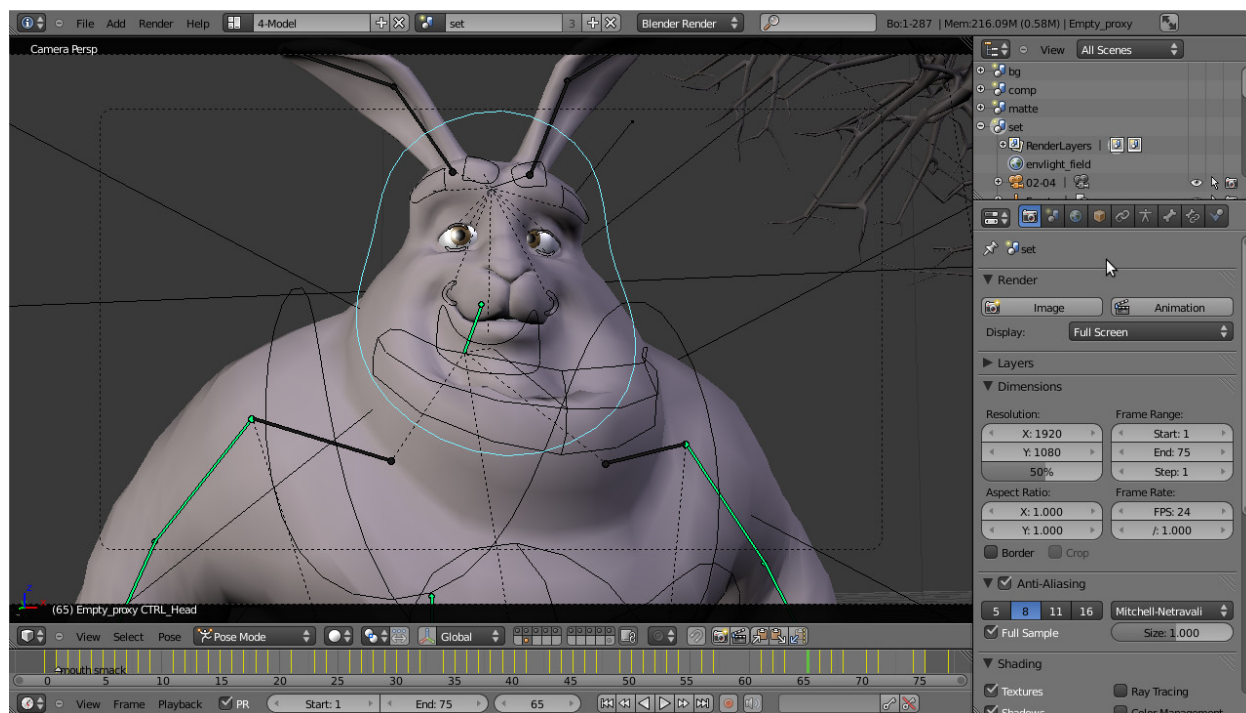 File Add Render Help 4-Model set 3 Blender Render Bo:1-287 | Mem:216.09M (0.58M) | Empty_proxy
Camera Persp
(65) Empty_proxy CTRL_Head
View Select Pose Pose Mode Global
mouth smack
0 5 10 15 20 25 30 35 40 45 50 55 60 65 70 75 80
View Frame Playback PR Start: 1 End: 75 65
View All Scenes
bg
comp
matte
set
RenderLayers |
envlight_field
02-04 |
set
Render
Image Animation
Display: Full Screen
Layers
Dimensions
Resolution: Frame Range:
X: 1920 Start: 1
Y: 1080 End: 75
50% Step: 1
Aspect Ratio: Frame Rate:
X: 1.000 FPS: 24
Y: 1.000 /: 1.000
Border Crop
Anti-Aliasing
5 8 11 16 Mitchell-Netravali
Full Sample Size: 1.000
Shading
Textures Ray Tracing
Shadows Color Management